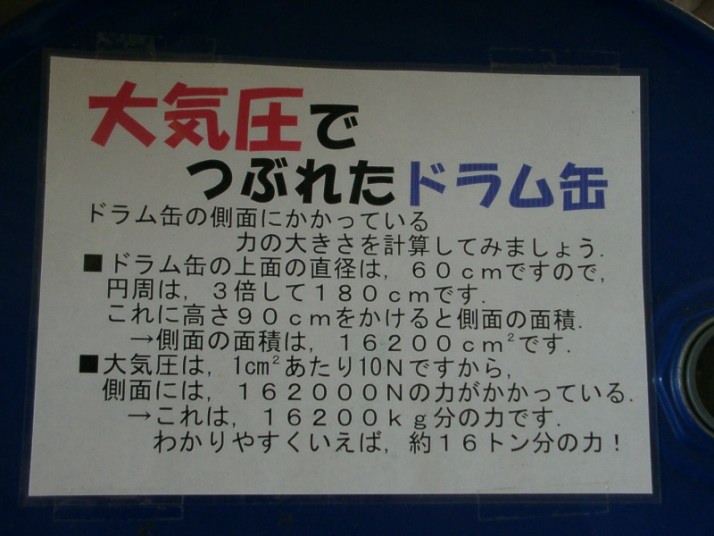 大気圧で
つぶれたドラム缶
ドラム缶の側面にかかっている
力の大きさを計算してみましょう.
■ドラム缶の上面の直径は,６０ｃｍですので,
円周は,３倍して１８０ｃｍです.
これに高さ９０ｃｍをかけると側面の面積.
→側面の面積は,１６２００ｃｍ²です.
■大気圧は,1cm²あたり10Nですから,
側面には,１６２０００Ｎの力がかかっている.
→これは,１６２００ｋｇ分の力です.
わかりやすくいえば,約１６トン分の力！